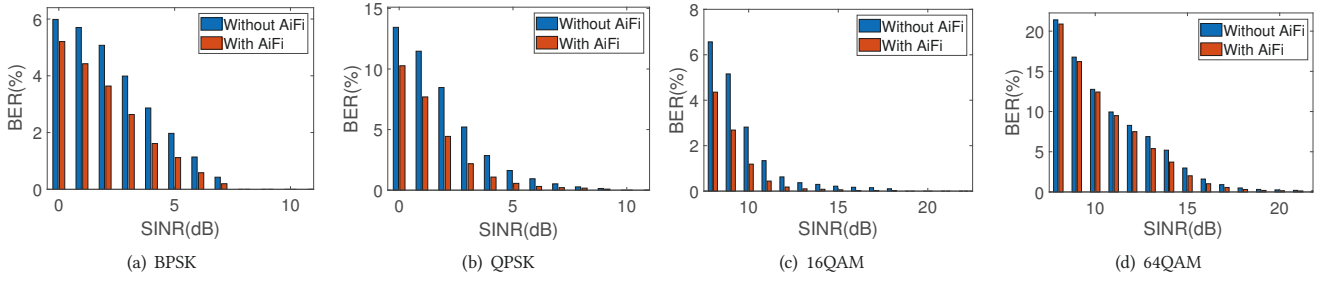 6
4
2
0
BER(%)
0
5
10
SINR(dB)
Without AiFi
With AiFi
(a) BPSK
15
10
5
0
BER(%)
0
5
10
SINR(dB)
Without AiFi
With AiFi
(b) QPSK
8
6
4
2
0
BER(%)
10
15
20
SINR(dB)
Without AiFi
With AiFi
(c) 16QAM
20
15
10
5
0
BER(%)
10
15
20
SINR(dB)
Without AiFi
With AiFi
(d) 64QAM